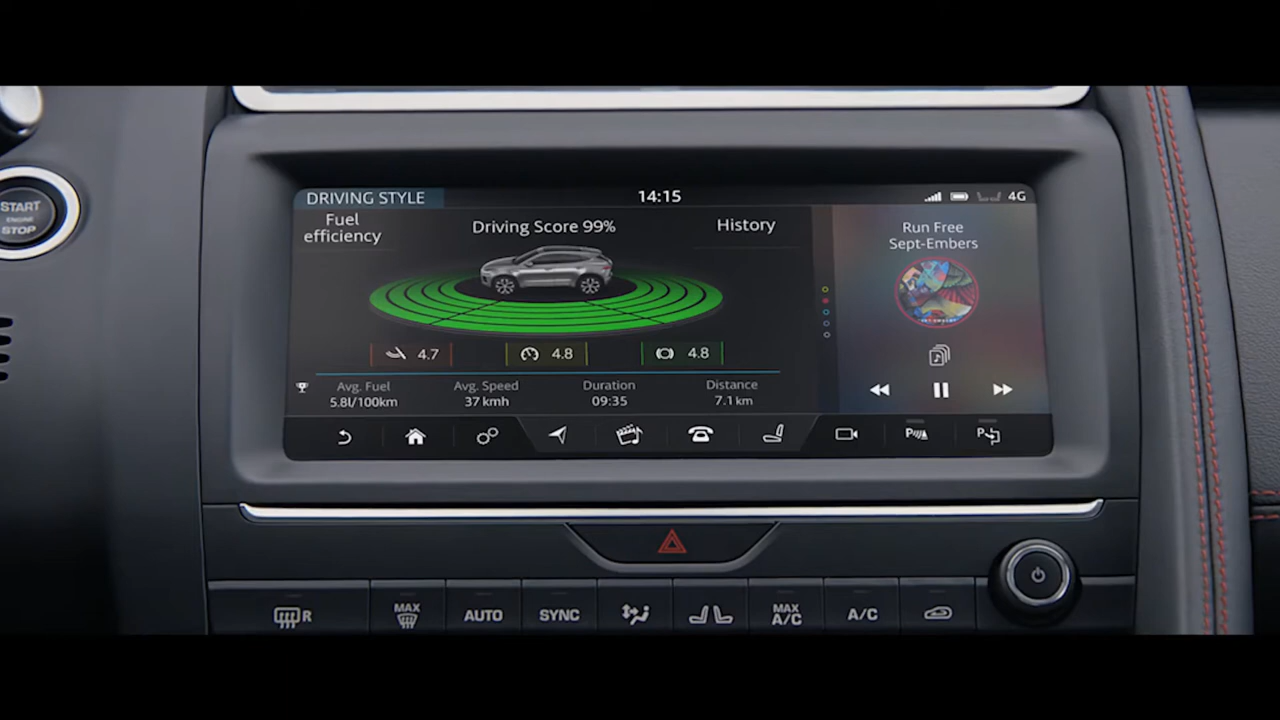 START
ENGINE
STOP
DRIVING STYLE
14:15
4G
Fuel
efficiency
Driving Score 99%
History
4.7
4.8
4.8
Avg. Fuel
5.8l/100km
Avg. Speed
37 kmh
Duration
09:35
Distance
7.1 km
Run Free
Sept-Embers
P
P
R
MAX
AUTO
SYNC
MAX
A/C
A/C